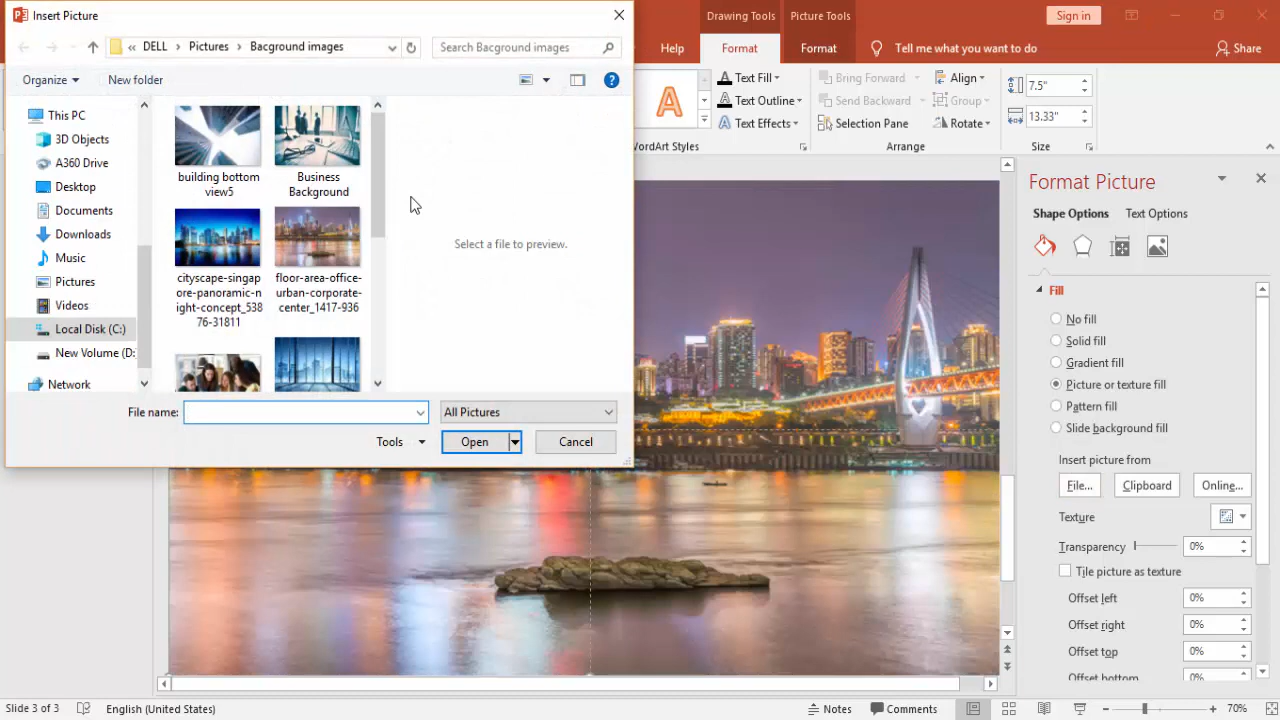 Insert Picture
« DELL > Pictures > Bacground images
Search Bacground images
Organize
New folder
This PC
3D Objects
A360 Drive
Desktop
Documents
Downloads
Music
Pictures
Videos
Local Disk (C:)
New Volume (D:
Network
building bottom
view5
Business
Background
cityscape-singap
ore-panoramic-n
ight-concept_538
76-31811
floor-area-office-
urban-corporate-
center_1417-936
Select a file to preview.
File name:
All Pictures
Tools
Open
Cancel
Drawing Tools
Picture Tools
Sign in
Help
Format
Format
Tell me what you want to do
Share
A
Text Fill
Text Outline
Text Effects
WordArt Styles
Bring Forward
Send Backward
Selection Pane
Align
Group
Rotate
Arrange
7.5"
13.33"
Size
Format Picture
Shape Options
Text Options
Fill
No fill
Solid fill
Gradient fill
Picture or texture fill
Pattern fill
Slide background fill
Insert picture from
File...
Clipboard
Online...
Texture
Transparency
0%
Tile picture as texture
Offset left
0%
Offset right
0%
Offset top
0%
Offset bottom
0%
Slide 3 of 3
English (United States)
Notes
Comments
70%